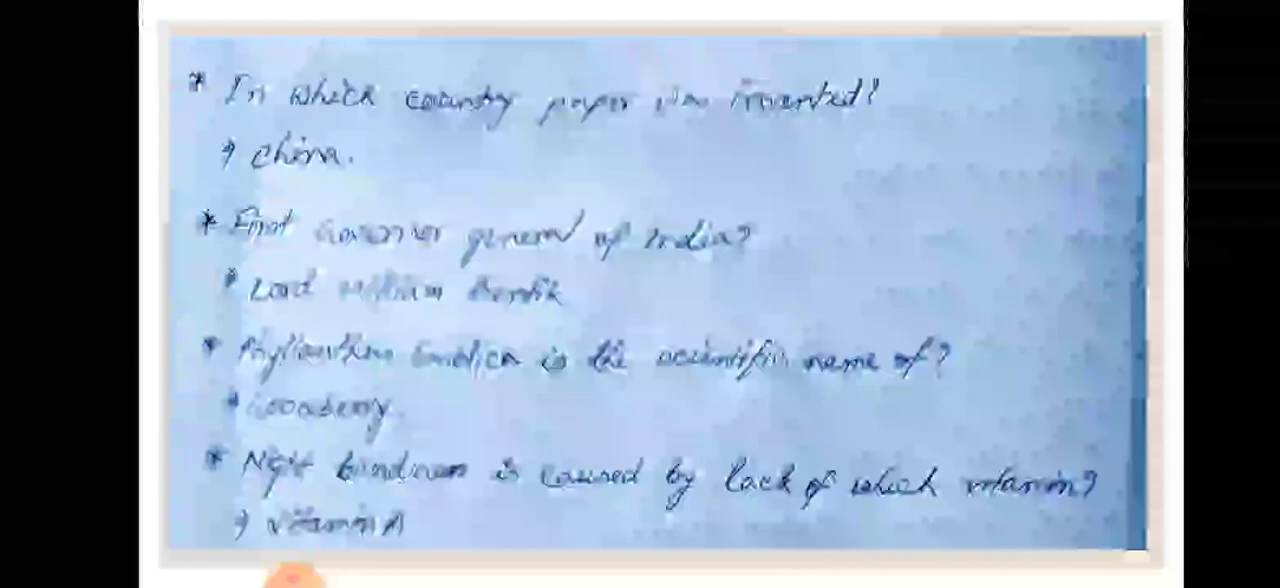 * In which country paper was invented?
→ China.
* First Governor general of India?
→ Lord William Bentik
* Phyllanthus emblica is the scientific name of?
→ Gooseberry.
* Night blindness is caused by lack of which vitamin?
→ Vitamin A